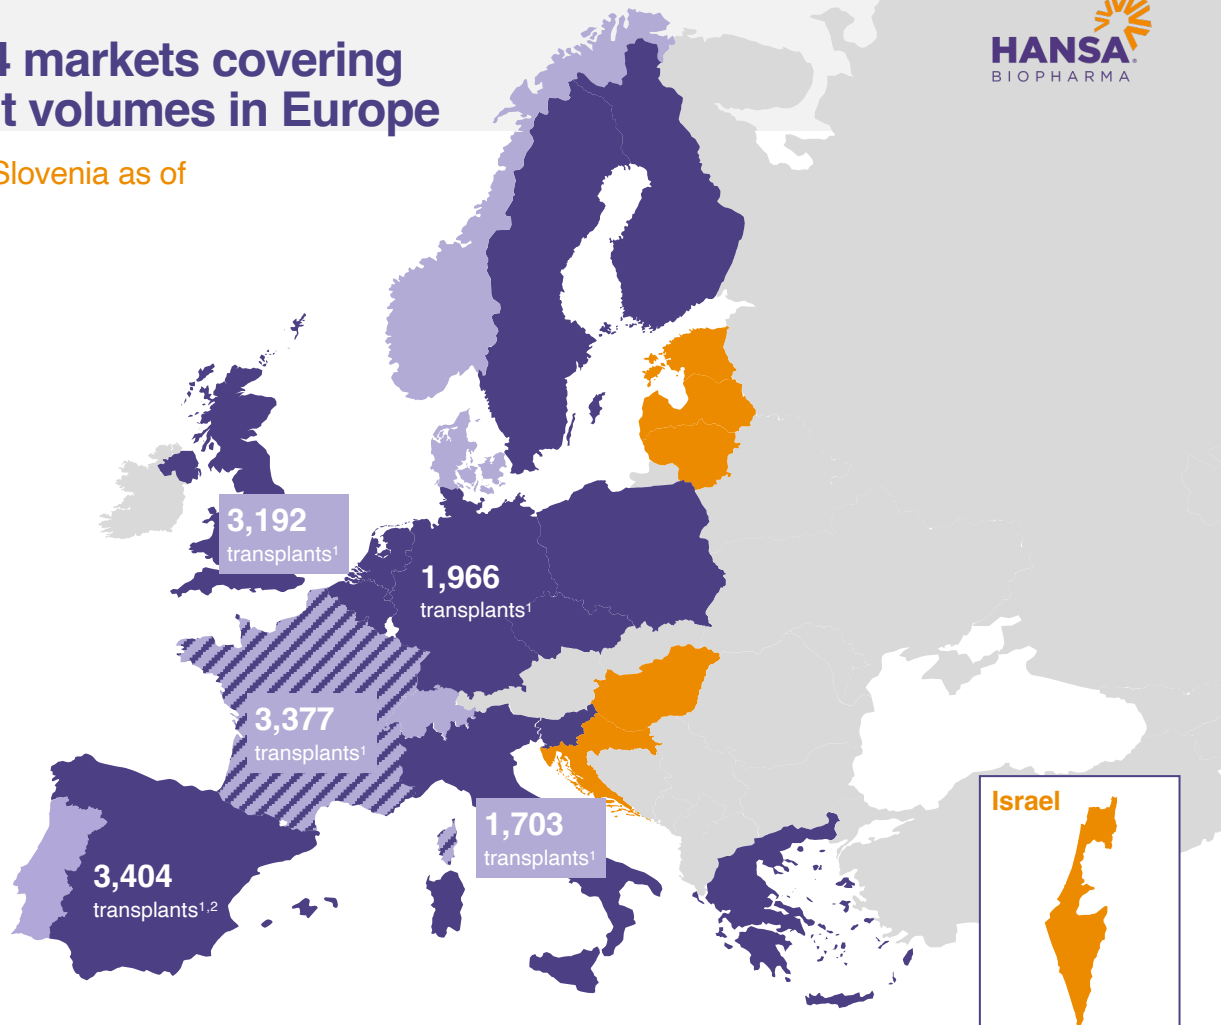 4 markets covering
t volumes in Europe
Slovenia as of
HANSA
BIOPHARMA
3,192
transplants¹
1,966
transplants¹
3,377
transplants¹
1,703
transplants¹
3,404
transplants¹,²
Israel